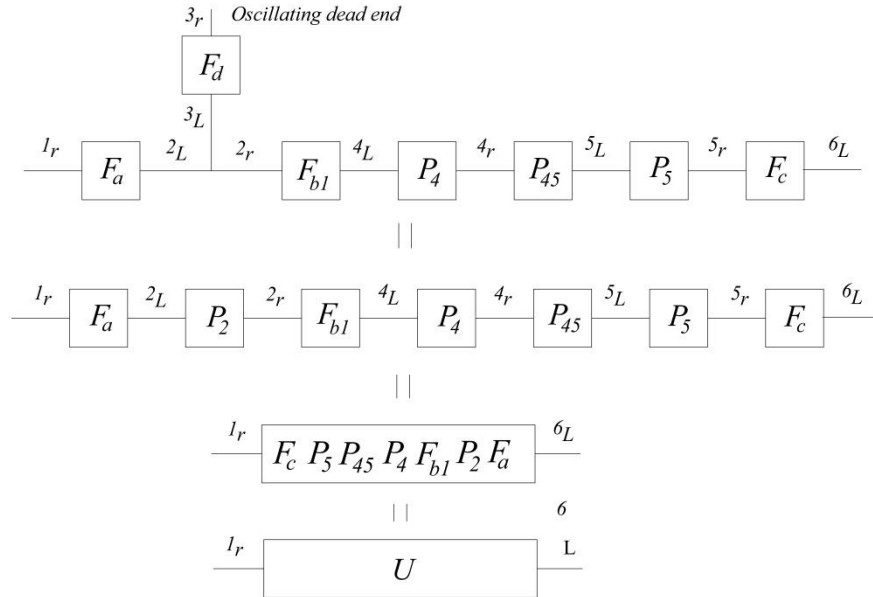 3r Oscillating dead end
Fd
3L
1r Fa 2L 2r Fb1 4L P4 4r P45 5L P5 5r Fc 6L
||
1r Fa 2L P2 2r Fb1 4L P4 4r P45 5L P5 5r Fc 6L
||
1r Fc P5 P45 P4 Fb1 P2 Fa 6L
||
6
1r U L